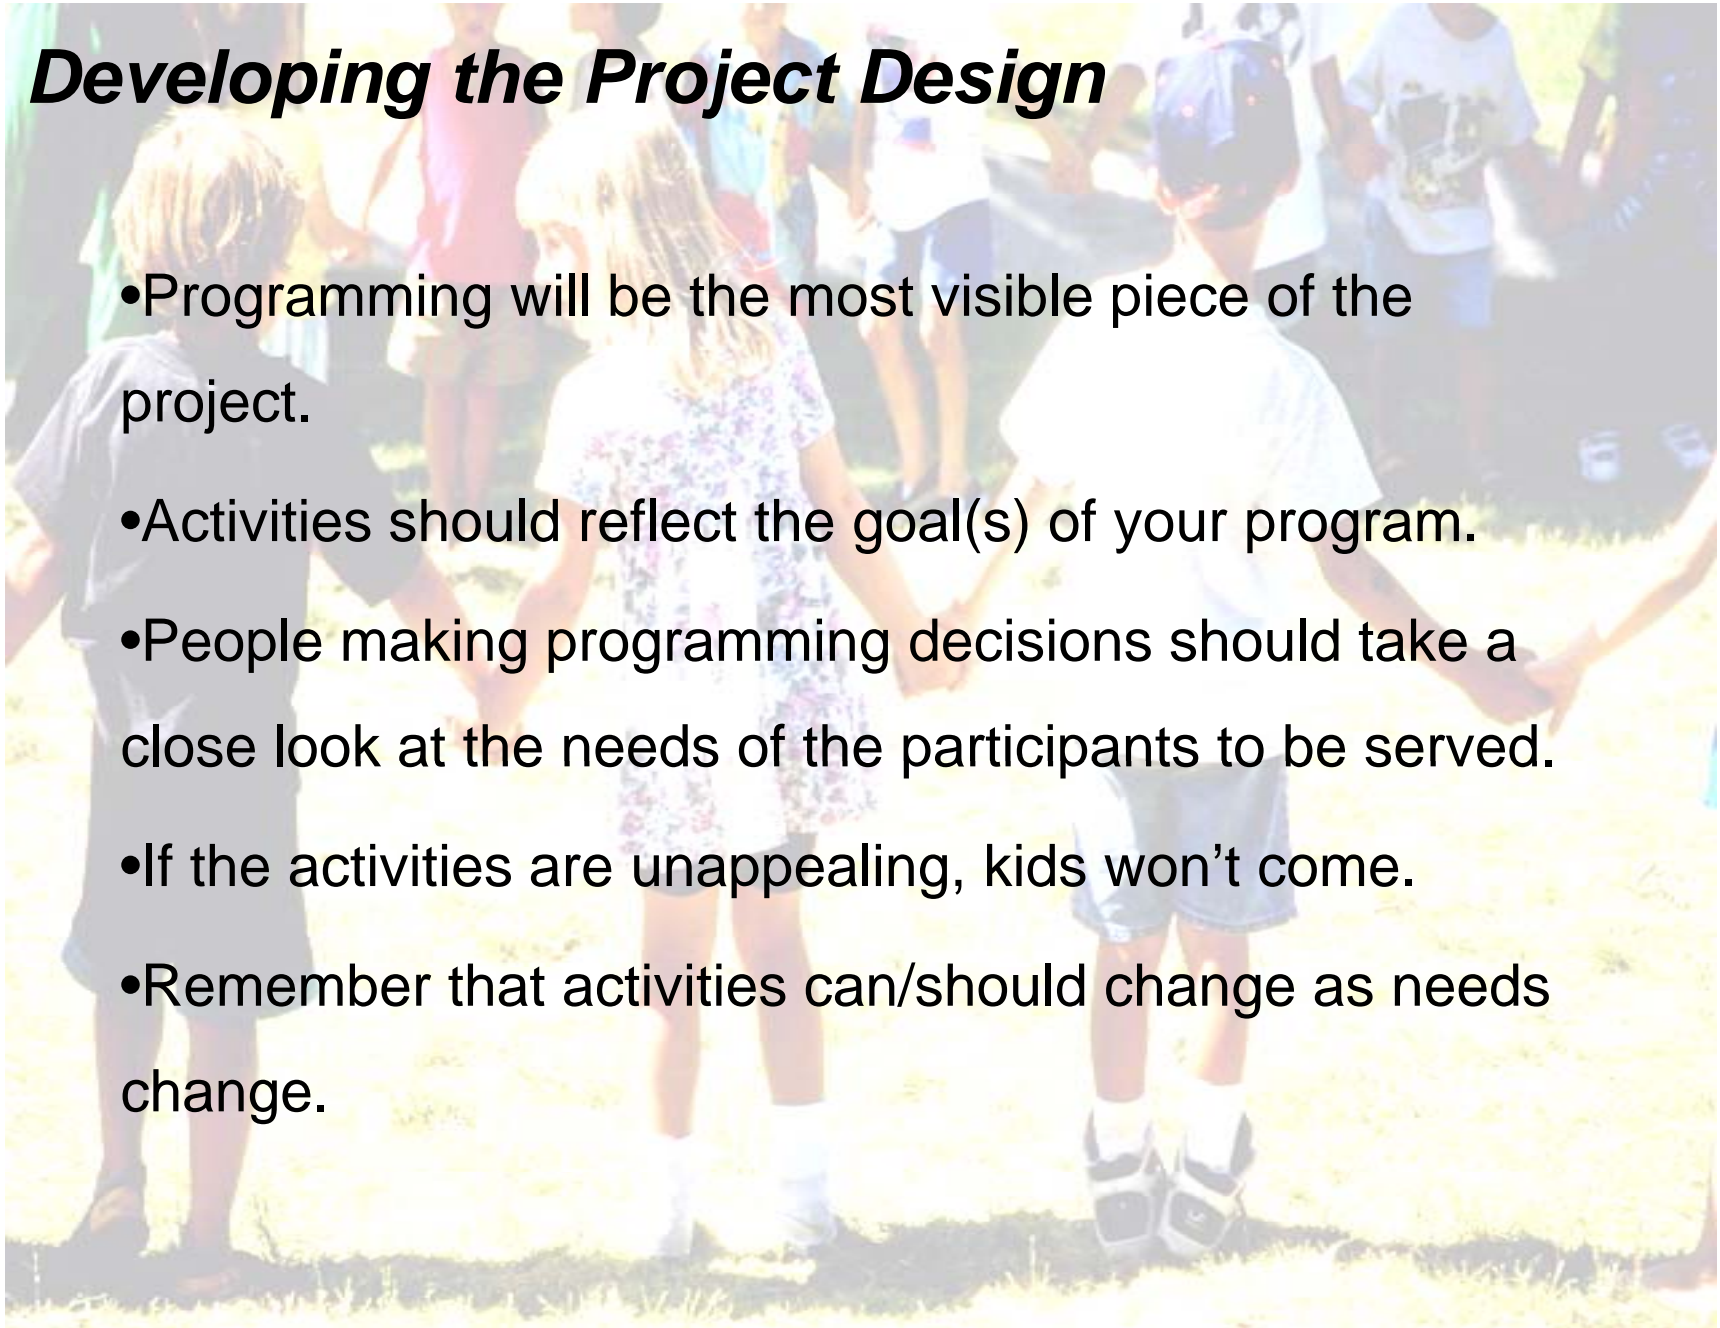 Developing the Project Design
•Programming will be the most visible piece of the
project.
•Activities should reflect the goal(s) of your program.
•People making programming decisions should take a
close look at the needs of the participants to be served.
•If the activities are unappealing, kids won’t come.
•Remember that activities can/should change as needs
change.